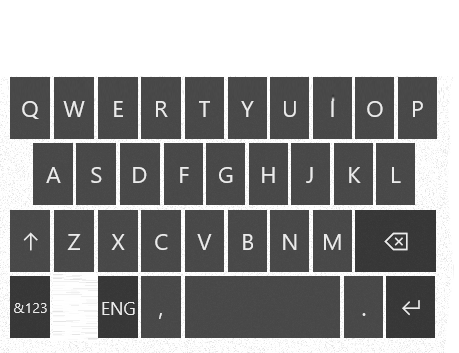 Q W E R T Y U Í O P
A S D F G H J K L
↑ Z X C V B N M ⌫
&123 ENG , . ↵